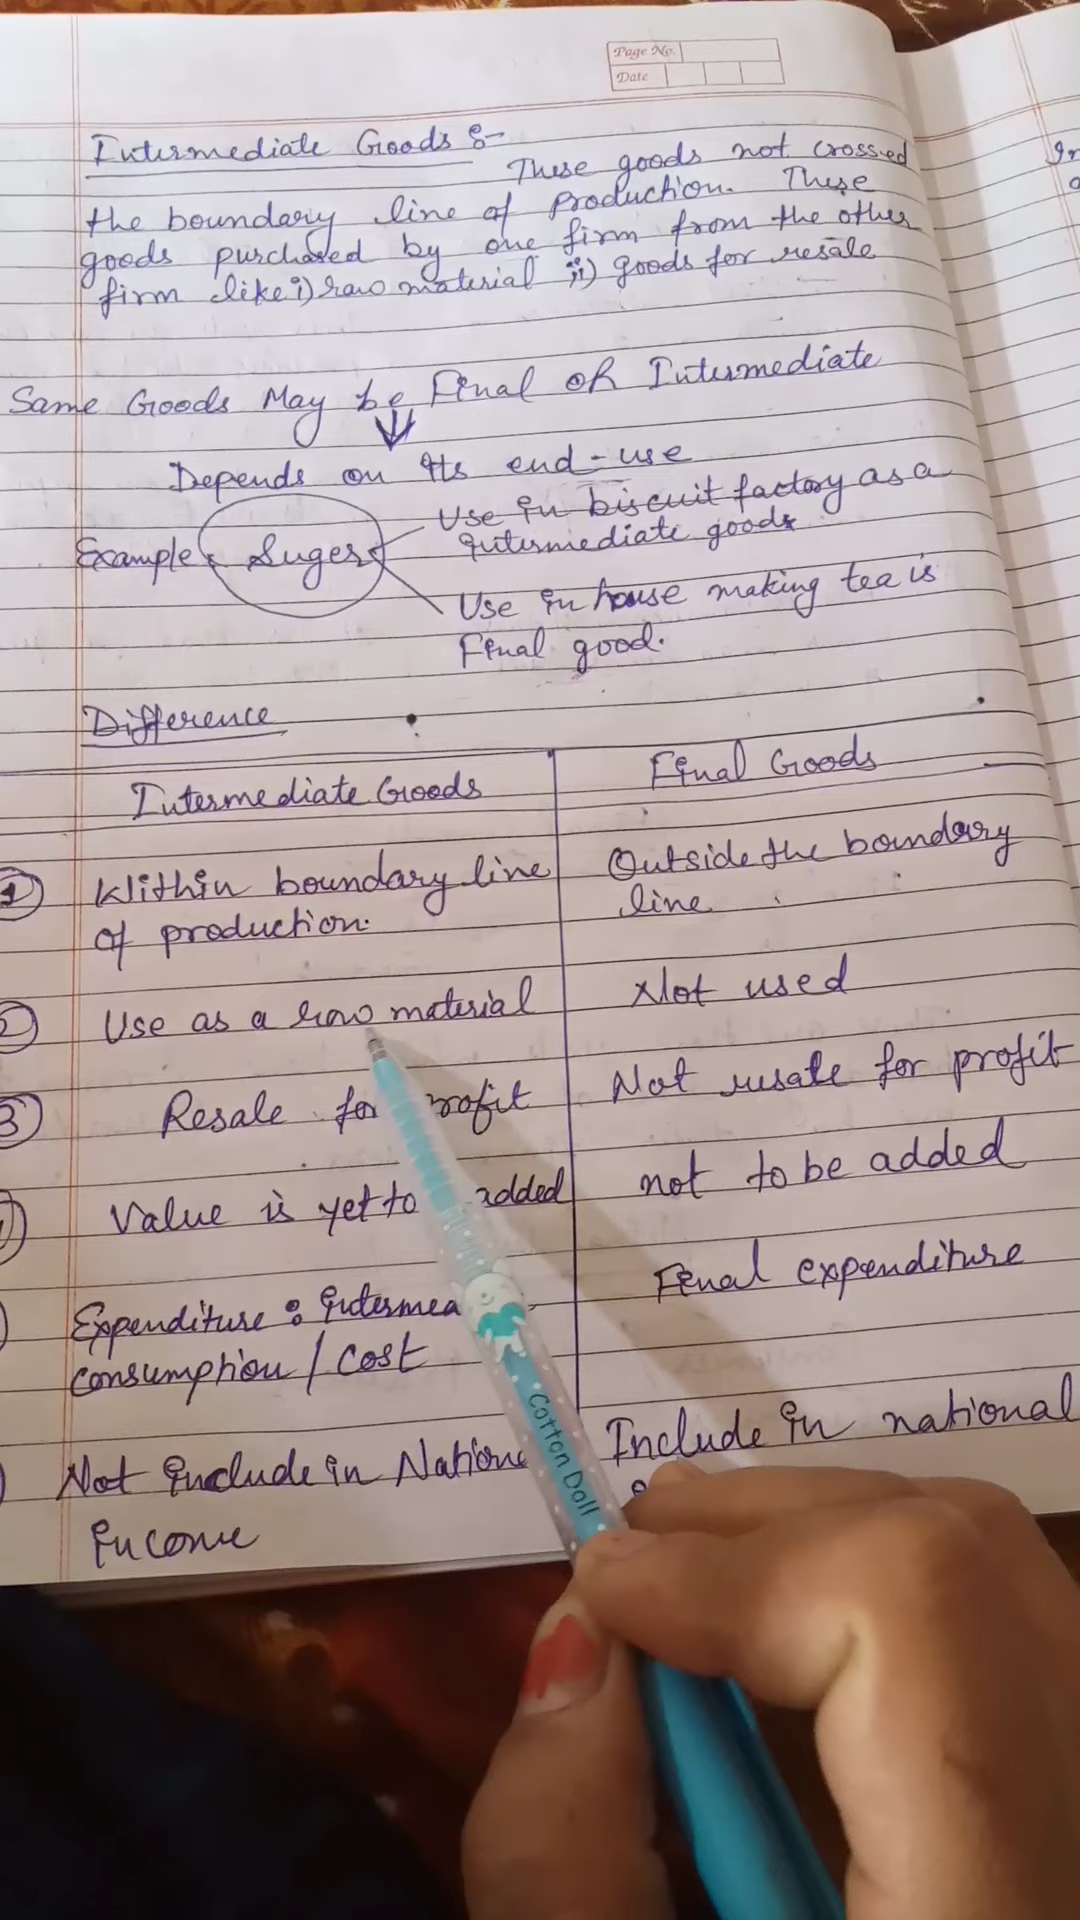 Page No.
Date
Intermediate Goods :-
These goods not crossed
the boundary line of production. These
goods purchased by one firm from the other
firm like i) raw material ii) goods for resale
Same Goods May be Final or Intermediate
Depends on its end-use
Use in biscuit factory as a
intermediate goods
Example : Suger
Use in house making tea is
Final good.
Difference
Intermediate Goods
Final Goods
1 Within boundary line
of production.
Outside the boundary
line
2 Use as a raw material
Not used
3 Resale for profit
Not resale for profit
Value is yet to added
not to be added
Expenditure : intermed
consumption / cost
Final expenditure
Not include in Nation
income
Include in national
Cotton Doll